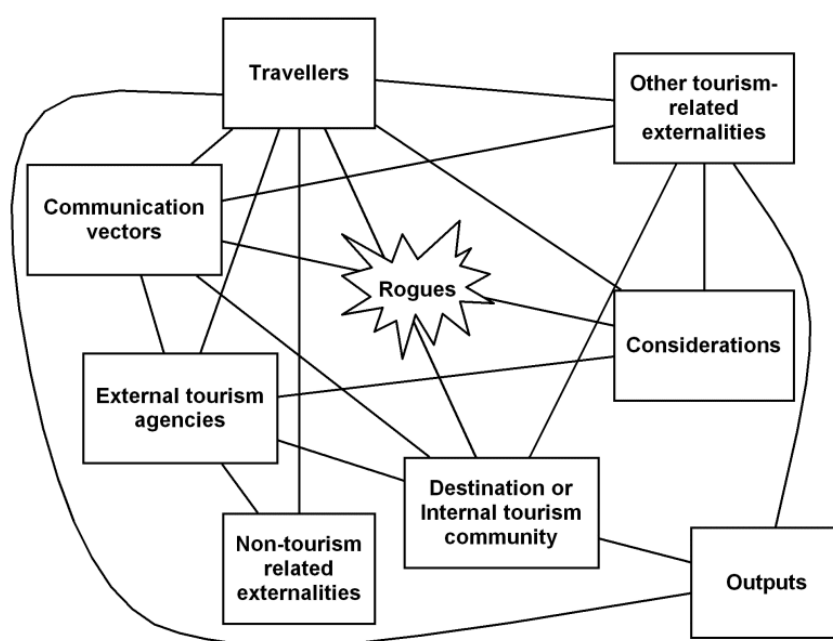 Travellers
Other tourism-
related
externalities
Communication
vectors
Rogues
Considerations
External tourism
agencies
Destination or
Internal tourism
community
Non-tourism
related
externalities
Outputs